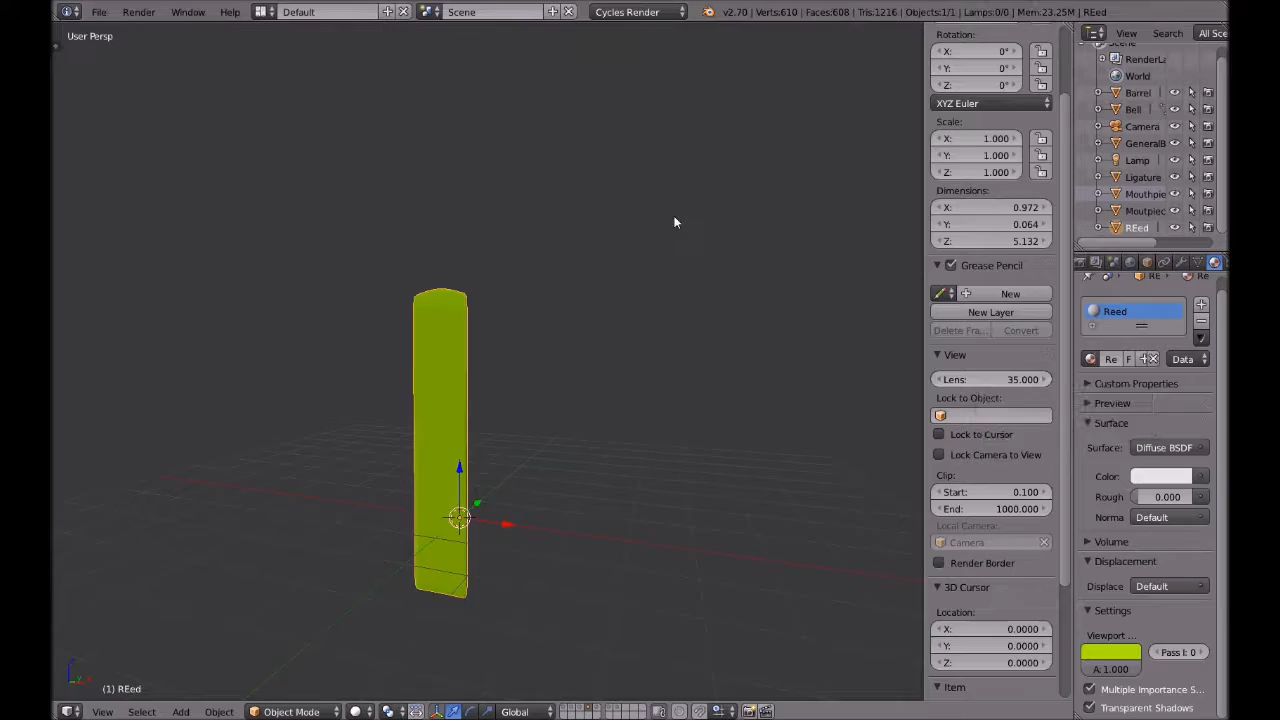 File Render Window Help Default Scene Cycles Render v2.70 | Verts:610 | Faces:608 | Tris:1216 | Objects:1/1 | Lamps:0/0 | Mem:23.25M | REed
User Persp
Rotation:
X: 0°
Y: 0°
Z: 0°
XYZ Euler
Scale:
X: 1.000
Y: 1.000
Z: 1.000
Dimensions:
X: 0.972
Y: 0.064
Z: 5.132
Grease Pencil
New
New Layer
Delete Fra... Convert
View
Lens: 35.000
Lock to Object:
Lock to Cursor
Lock Camera to View
Clip:
Start: 0.100
End: 1000.000
Local Camera:
Camera
Render Border
3D Cursor
Location:
X: 0.0000
Y: 0.0000
Z: 0.0000
Item
View Search All Sce
Scene
RenderLa
World
Barrel
Bell
Camera
GeneralB
Lamp
Ligature
Mouthpie
Moutpiec
REed
RE Re
Reed
Re F Data
Custom Properties
Preview
Surface
Surface: Diffuse BSDF
Color:
Rough 0.000
Norma Default
Volume
Displacement
Displace Default
Settings
Viewport ...
Pass I: 0
A: 1.000
Multiple Importance S...
Transparent Shadows
(1) REed
View Select Add Object Object Mode Global